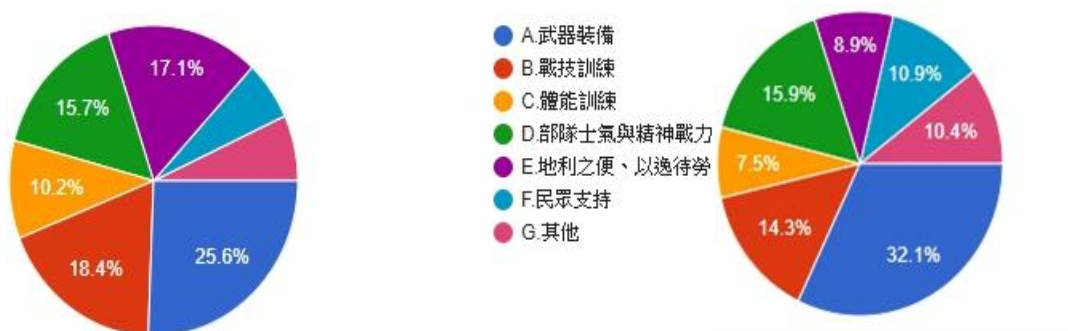 17.1%
15.7%
10.2%
18.4%
25.6%
A.武器裝備
B.戰技訓練
C.體能訓練
D.部隊士氣與精神戰力
E.地利之便、以逸待勞
F.民眾支持
G.其他
8.9%
10.9%
15.9%
10.4%
7.5%
14.3%
32.1%